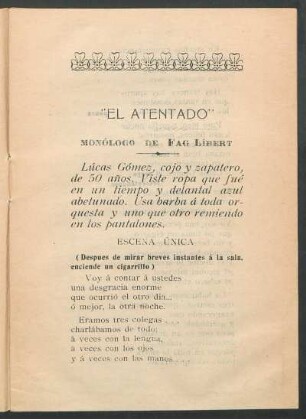 "EL ATENTADO"
MONÓLOGO DE FAG LIBERT
Lúcas Gómez, cojo y zapatero,
de 50 años. Viste ropa que fué
en un tiempo y delantal azul
abetunado. Usa barba á toda or-
questa y uno que otro remiendo
en los pantalones.
ESCENA ÚNICA
(Despues de mirar breves instantes á la sala,
enciende un cigarrillo)
Voy á contar á ustedes
una desgracia enorme
que ocurrió el otro dia...
ó mejor, la otra noche.
Eramos tres colegas
charlábamos de todo;
á veces con la lengua,
á veces con los ojos
y á veces con las manos